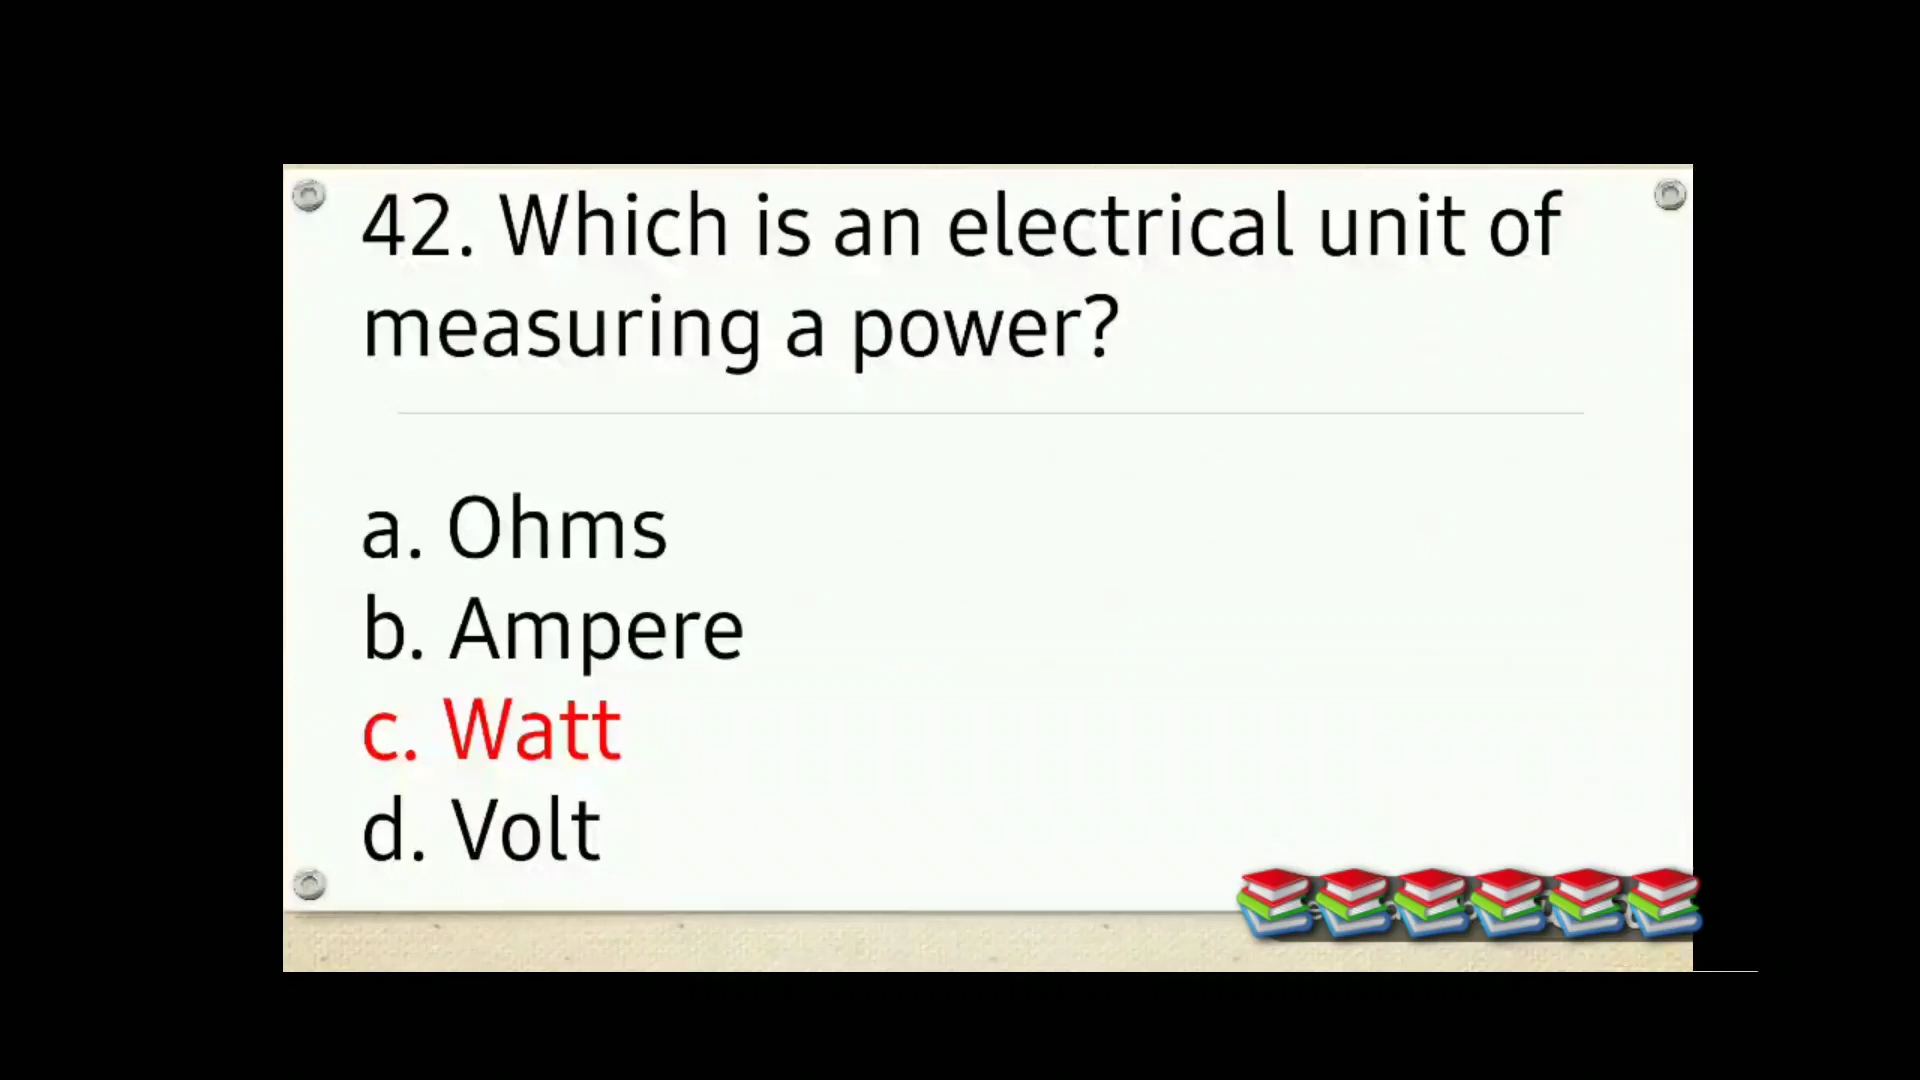 42. Which is an electrical unit of
measuring a power?
a. Ohms
b. Ampere
c. Watt
d. Volt